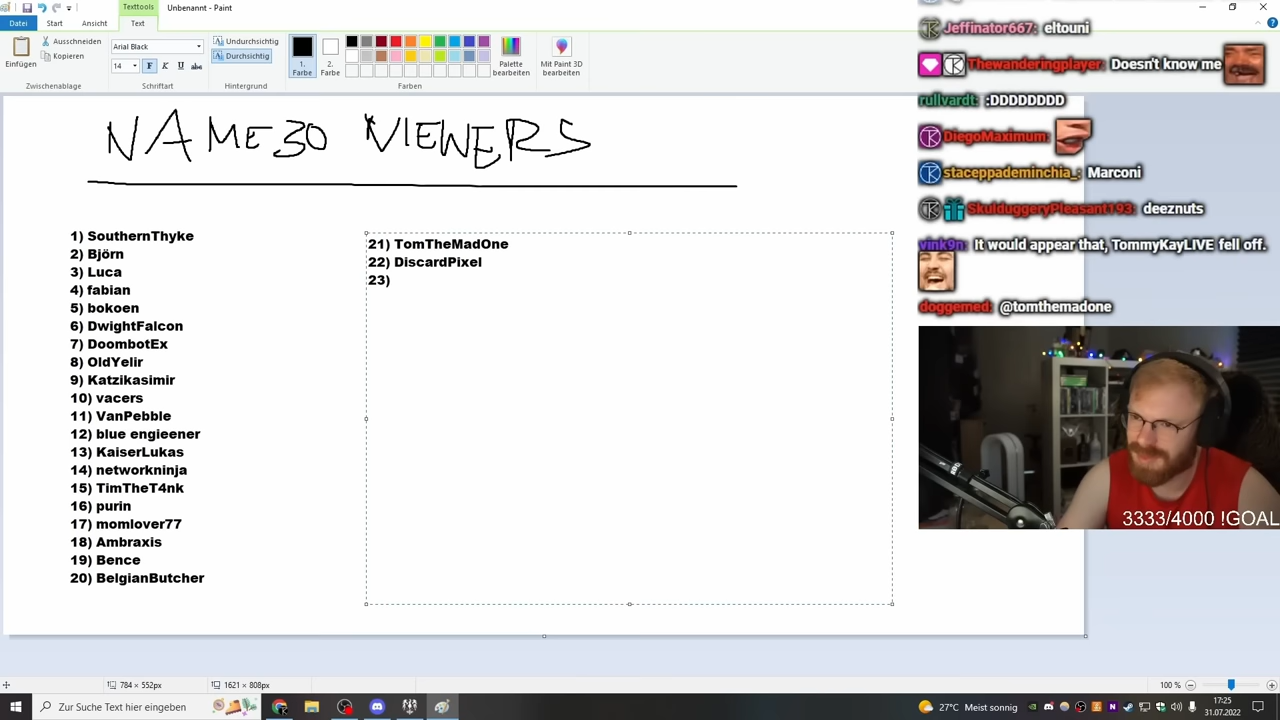 Texttools
Unbenannt - Paint
Datei Start Ansicht Text
Einfügen
Ausschneiden
Kopieren
Zwischenablage
Arial Black
14
F K U abc
Schriftart
Undurchsichtig
Durchsichtig
Hintergrund
1. Farbe
2. Farbe
Farben
Palette bearbeiten
Mit Paint 3D bearbeiten
NAME 30 VIEWERS
1) SouthernThyke
2) Björn
3) Luca
4) fabian
5) bokoen
6) DwightFalcon
7) DoombotEx
8) OldYelir
9) Katzikasimir
10) vacers
11) VanPebble
12) blue engieener
13) KaiserLukas
14) networkninja
15) TimTheT4nk
16) purin
17) momlover77
18) Ambraxis
19) Bence
20) BelgianButcher
21) TomTheMadOne
22) DiscardPixel
23)
Jeffinator667: eltouni
Thewanderingplayer: Doesn't know me
rullvardt: :DDDDDDDD
DiegoMaximum:
staceppademinchia_: Marconi
SkulduggeryPleasant193: deeznuts
vink9n: It would appear that, TommyKayLIVE fell off.
doggemed: @tomthemadone
3333/4000 !GOAL
784 × 552px
1621 × 808px
100 %
Zur Suche Text hier eingeben
27°C Meist sonnig
17:25
31.07.2022